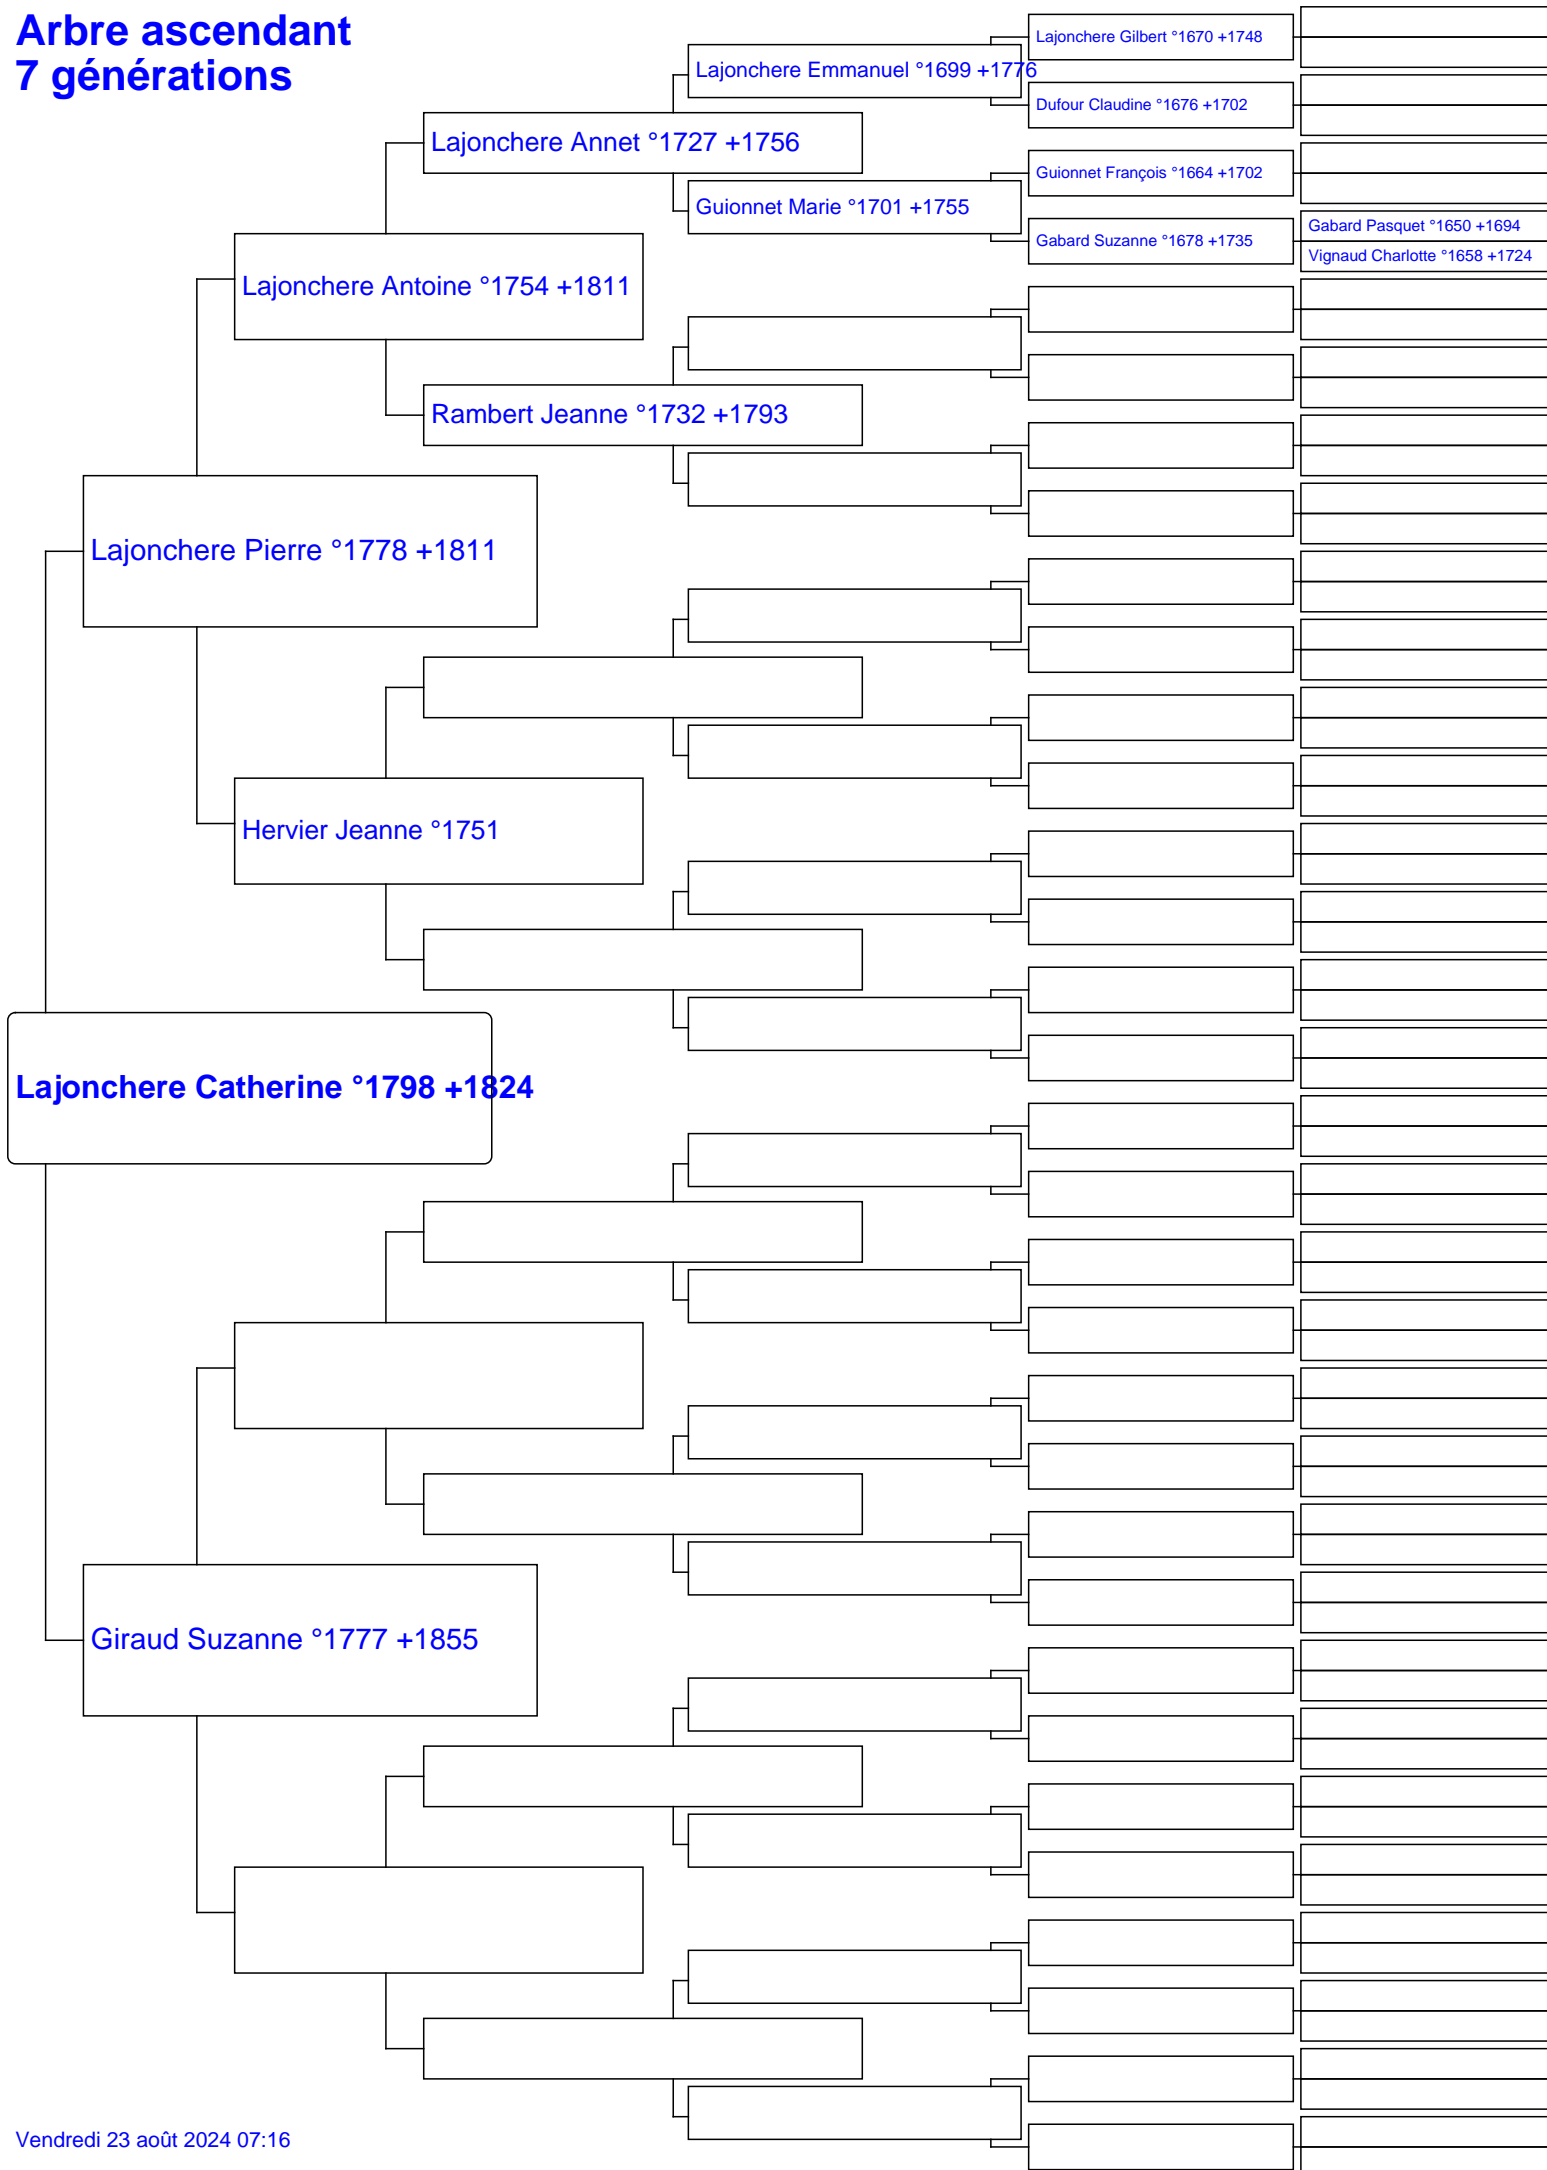 Arbre ascendant
7 générations
Lajonchere Gilbert °1670 +1748
Lajonchere Emmanuel °1699 +1776
Dufour Claudine °1676 +1702
Lajonchere Annet °1727 +1756
Guionnet François °1664 +1702
Guionnet Marie °1701 +1755
Gabard Pasquet °1650 +1694
Gabard Suzanne °1678 +1735
Vignaud Charlotte °1658 +1724
Lajonchere Antoine °1754 +1811
Rambert Jeanne °1732 +1793
Lajonchere Pierre °1778 +1811
Hervier Jeanne °1751
Lajonchere Catherine °1798 +1824
Giraud Suzanne °1777 +1855
Vendredi 23 août 2024 07:16